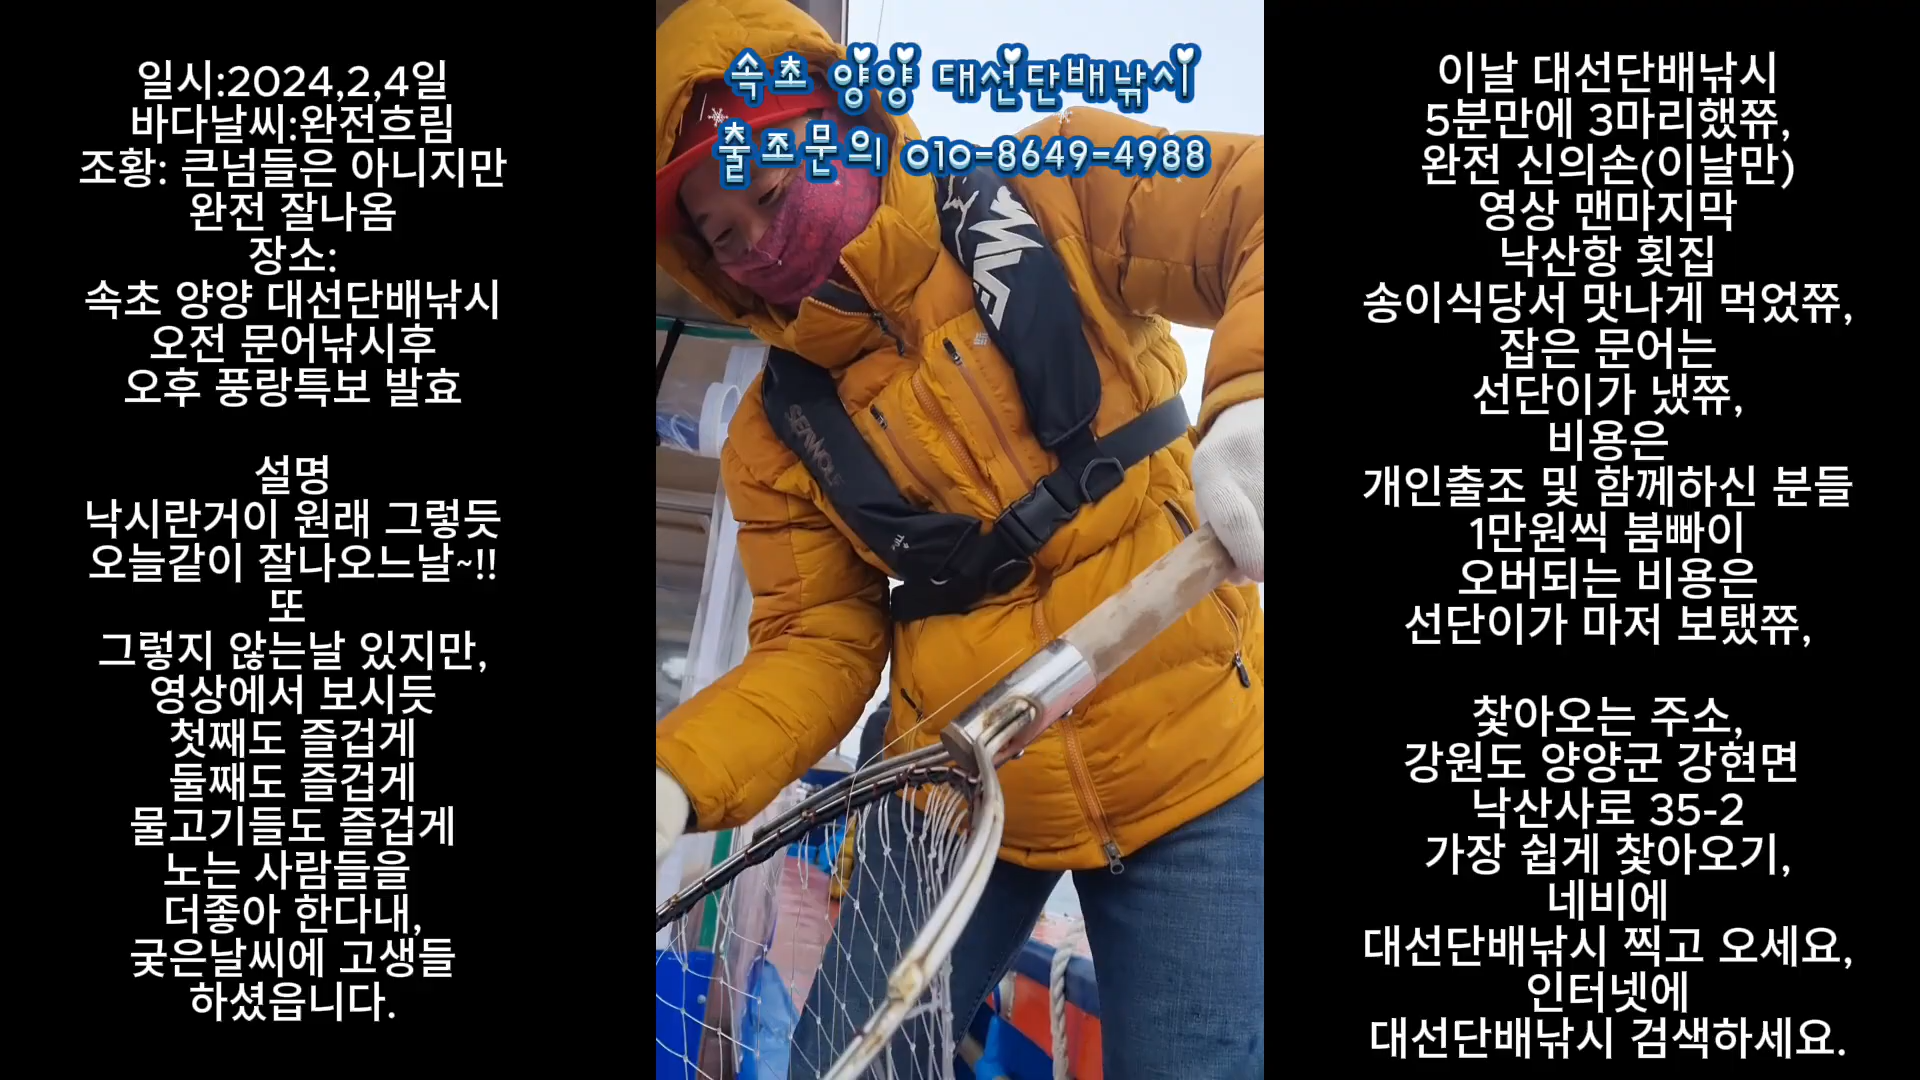 일시:2024,2,4일
바다날씨:완전흐림
조황: 큰넘들은 아니지만
완전 잘나옴
장소:
속초 양양 대선단배낚시
오전 문어낚시후
오후 풍랑특보 발효
설명
낙시란거이 원래 그렇듯
오늘같이 잘나오느날~!!
또
그렇지 않는날 있지만,
영상에서 보시듯
첫째도 즐겁게
둘째도 즐겁게
물고기들도 즐겁게
노는 사람들을
더좋아 한다내,
궂은날씨에 고생들
하셨읍니다.
속초 양양 대선단배낚시
출조문의 010-8649-4988
SEAWOLF
이날 대선단배낚시
5분만에 3마리했쮸,
완전 신의손(이날만)
영상 맨마지막
낙산항 횟집
송이식당서 맛나게 먹었쮸,
잡은 문어는
선단이가 냈쮸,
비용은
개인출조 및 함께하신 분들
1만원씩 붐빠이
오버되는 비용은
선단이가 마저 보탰쮸,
찾아오는 주소,
강원도 양양군 강현면
낙산사로 35-2
가장 쉽게 찾아오기,
네비에
대선단배낚시 찍고 오세요,
인터넷에
대선단배낚시 검색하세요.